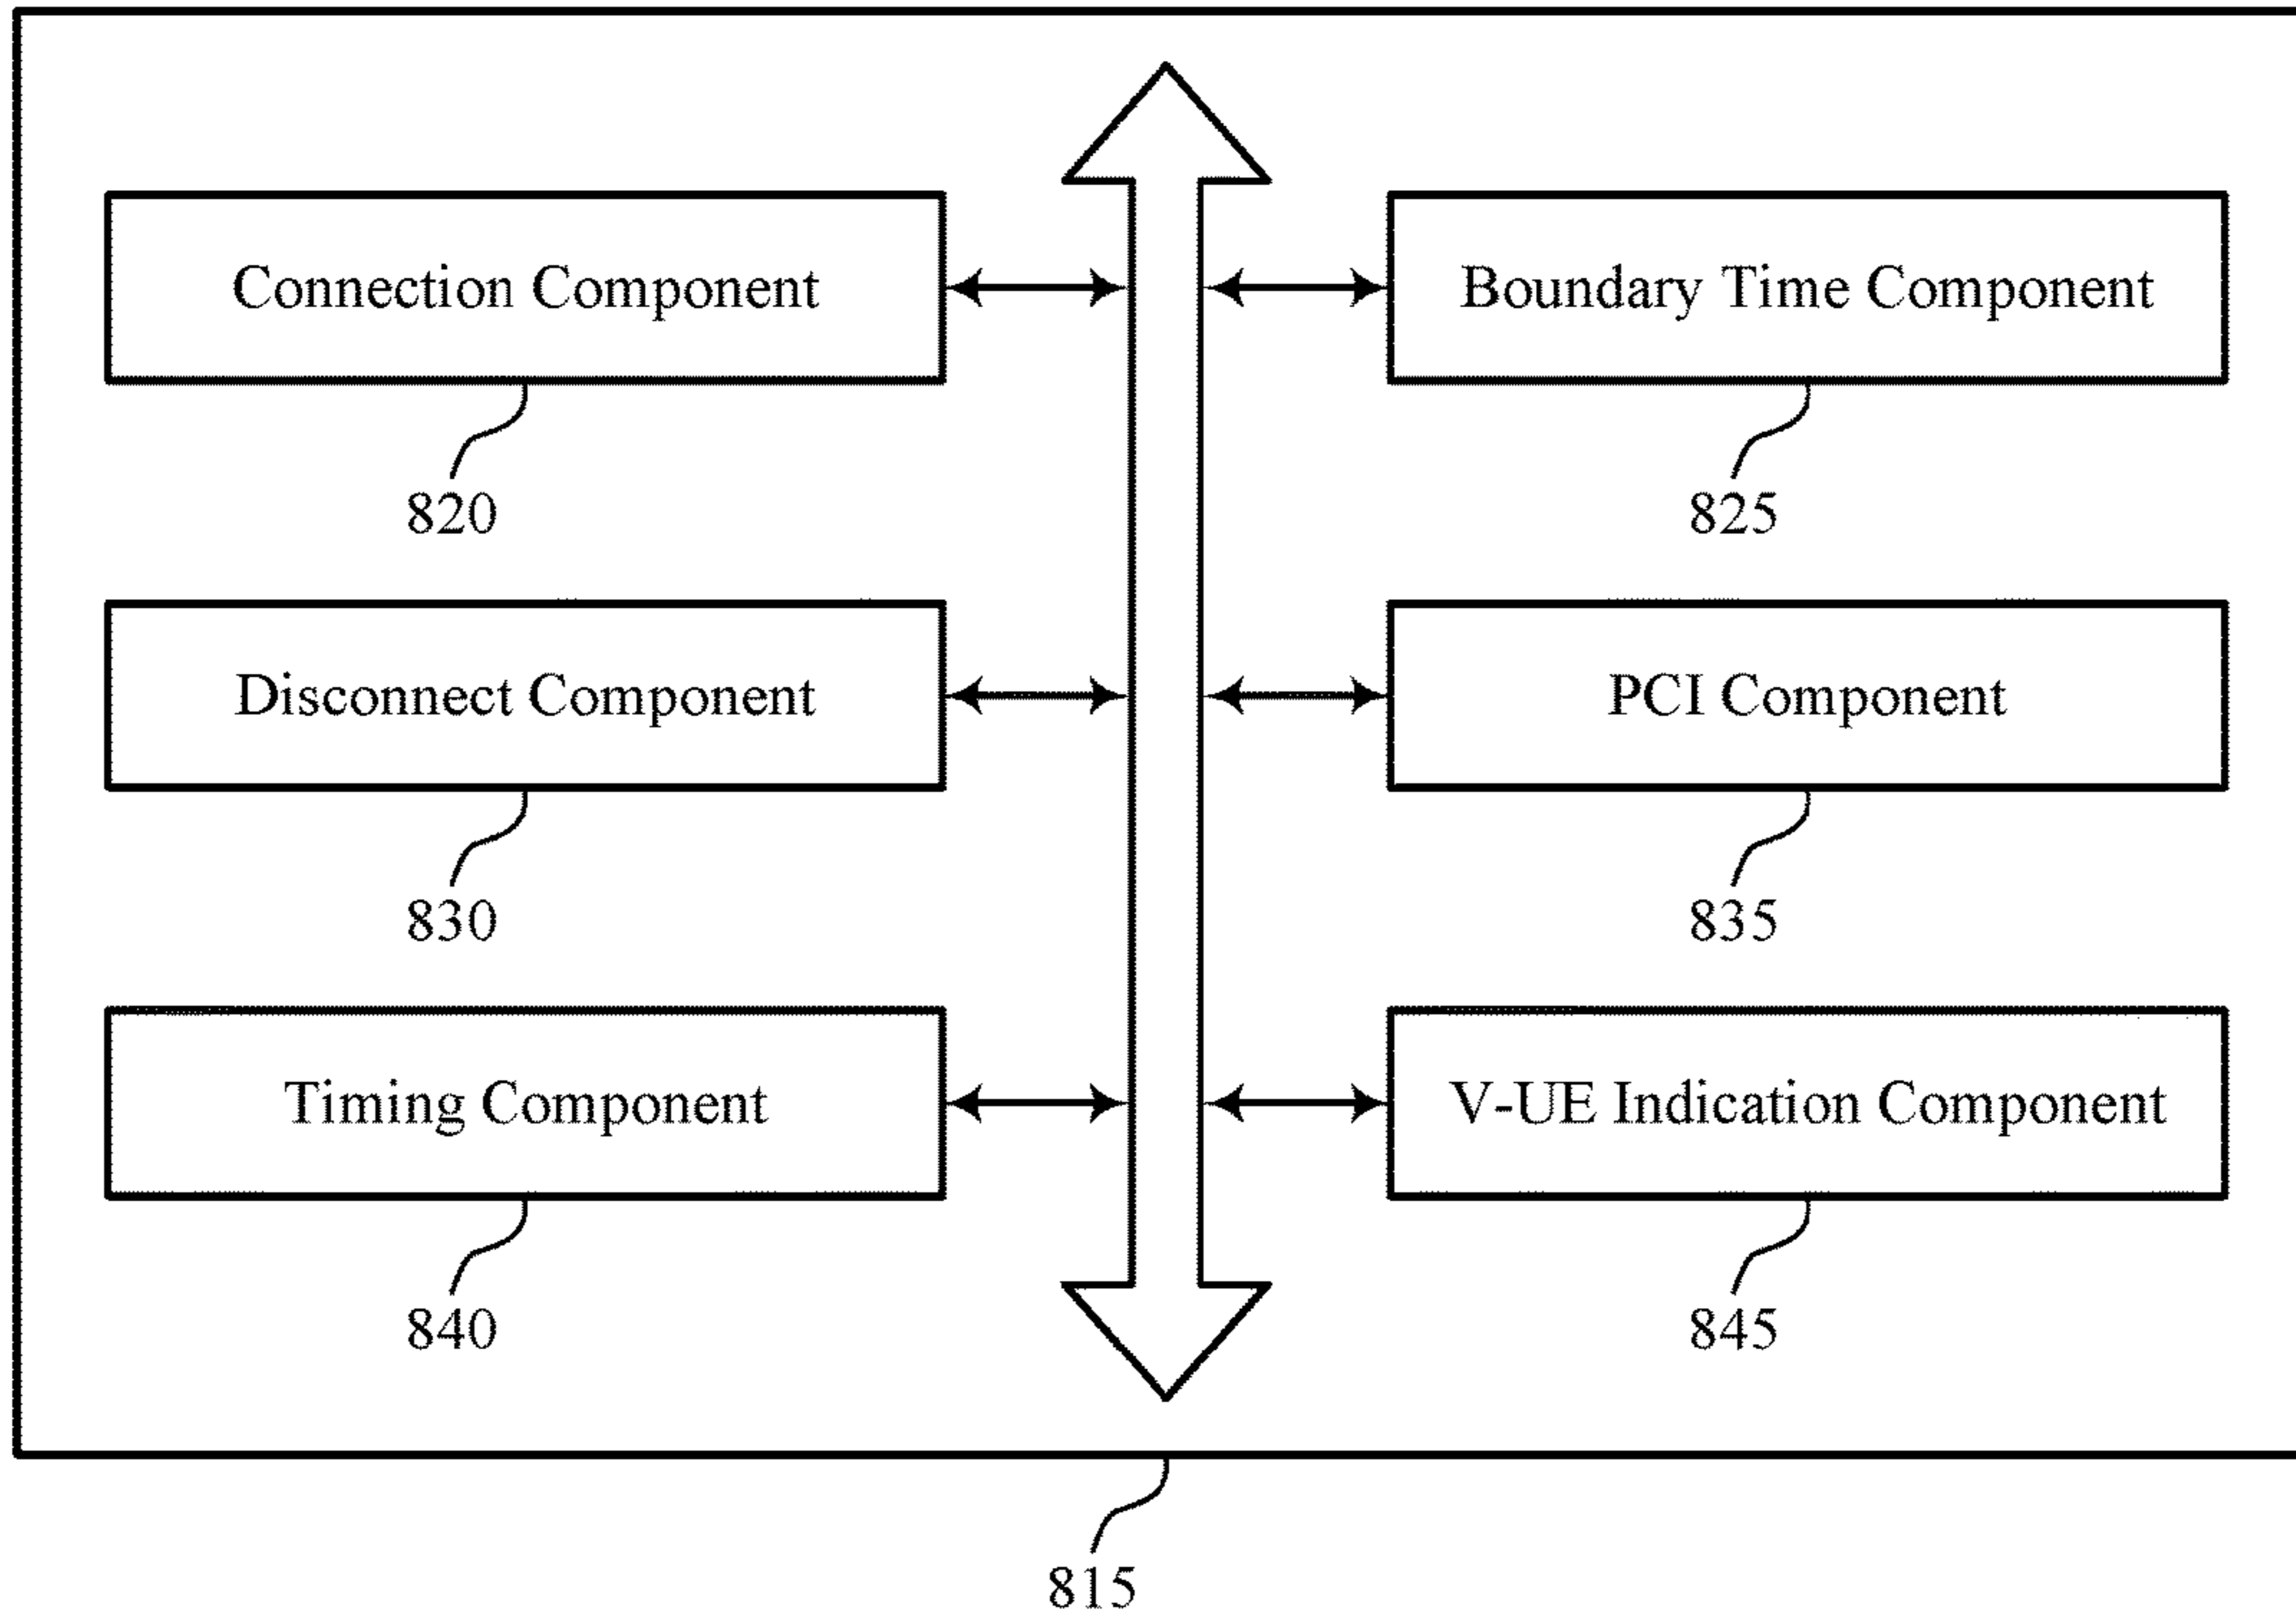 Connection Component
Boundary Time Component
820
825
Disconnect Component
PCI Component
830
835
Timing Component
V-UE Indication Component
840
845
815